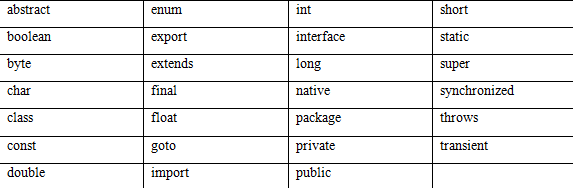 abstract enum int short
boolean export interface static
byte extends long super
char final native synchronized
class float package throws
const goto private transient
double import public